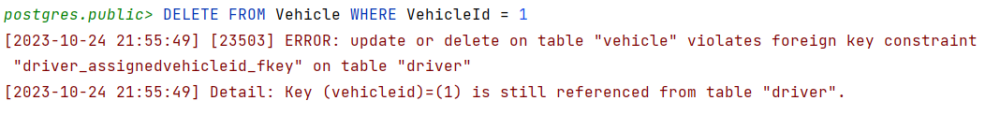 postgres.public> DELETE FROM Vehicle WHERE VehicleId = 1
[2023-10-24 21:55:49] [23503] ERROR: update or delete on table "vehicle" violates foreign key constraint
"driver_assignedvehicleid_fkey" on table "driver"
[2023-10-24 21:55:49] Detail: Key (vehicleid)=(1) is still referenced from table "driver".